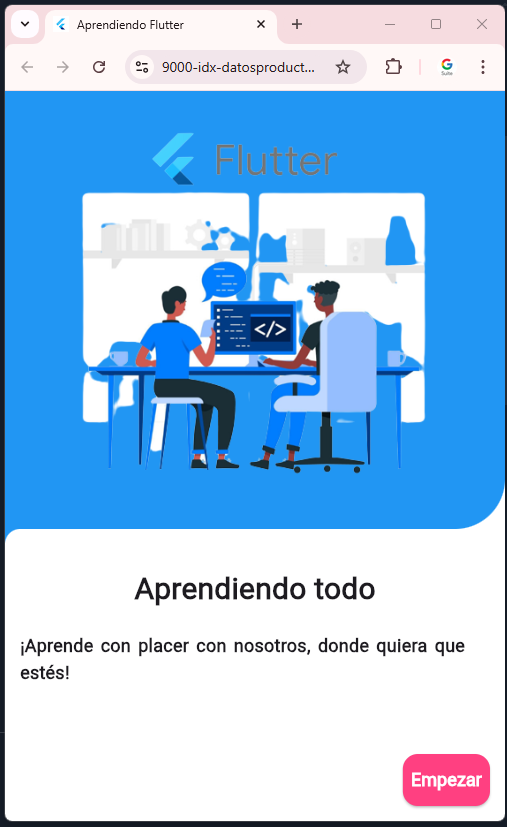 Aprendiendo Flutter
9000-idx-datosproduct...
G
Suite
Flutter
</>
Aprendiendo todo
¡Aprende con placer con nosotros, donde quiera que
estés!
Empezar